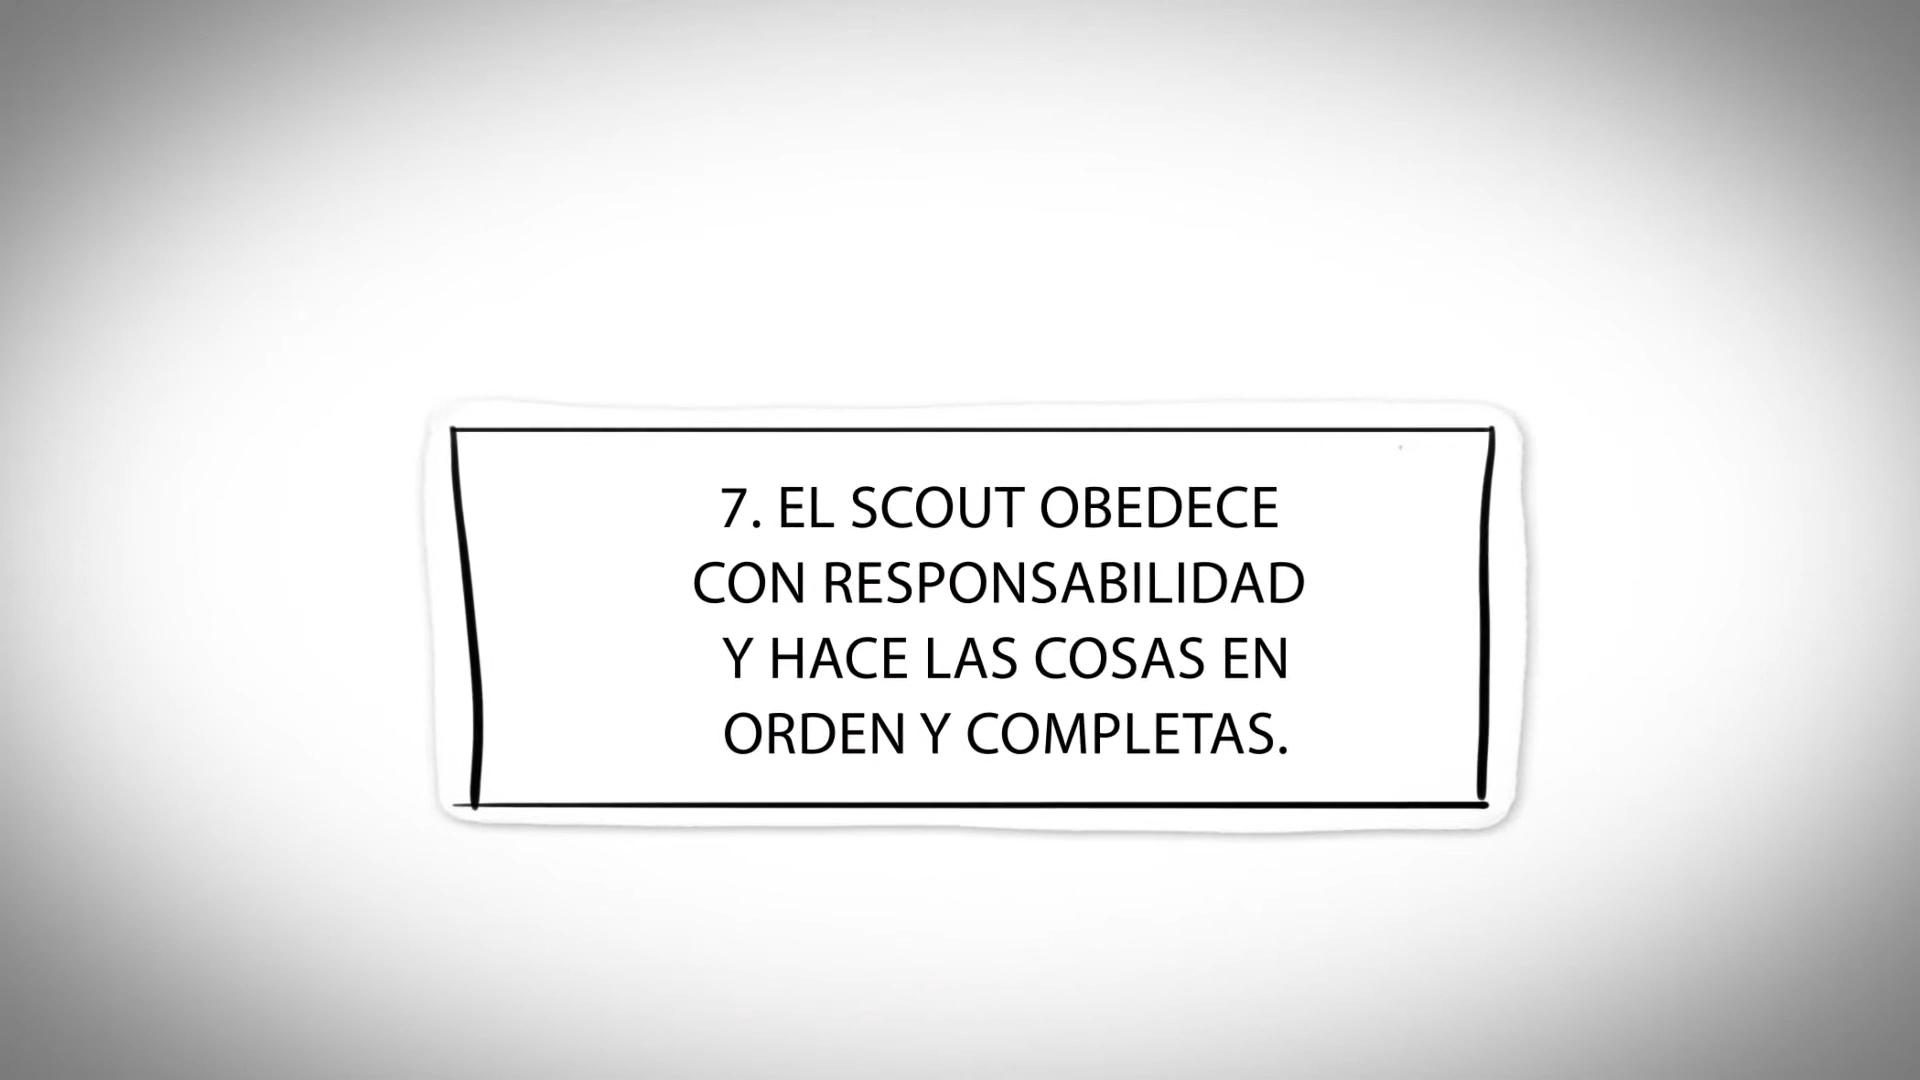 7. EL SCOUT OBEDECE
CON RESPONSABILIDAD
Y HACE LAS COSAS EN
ORDEN Y COMPLETAS.